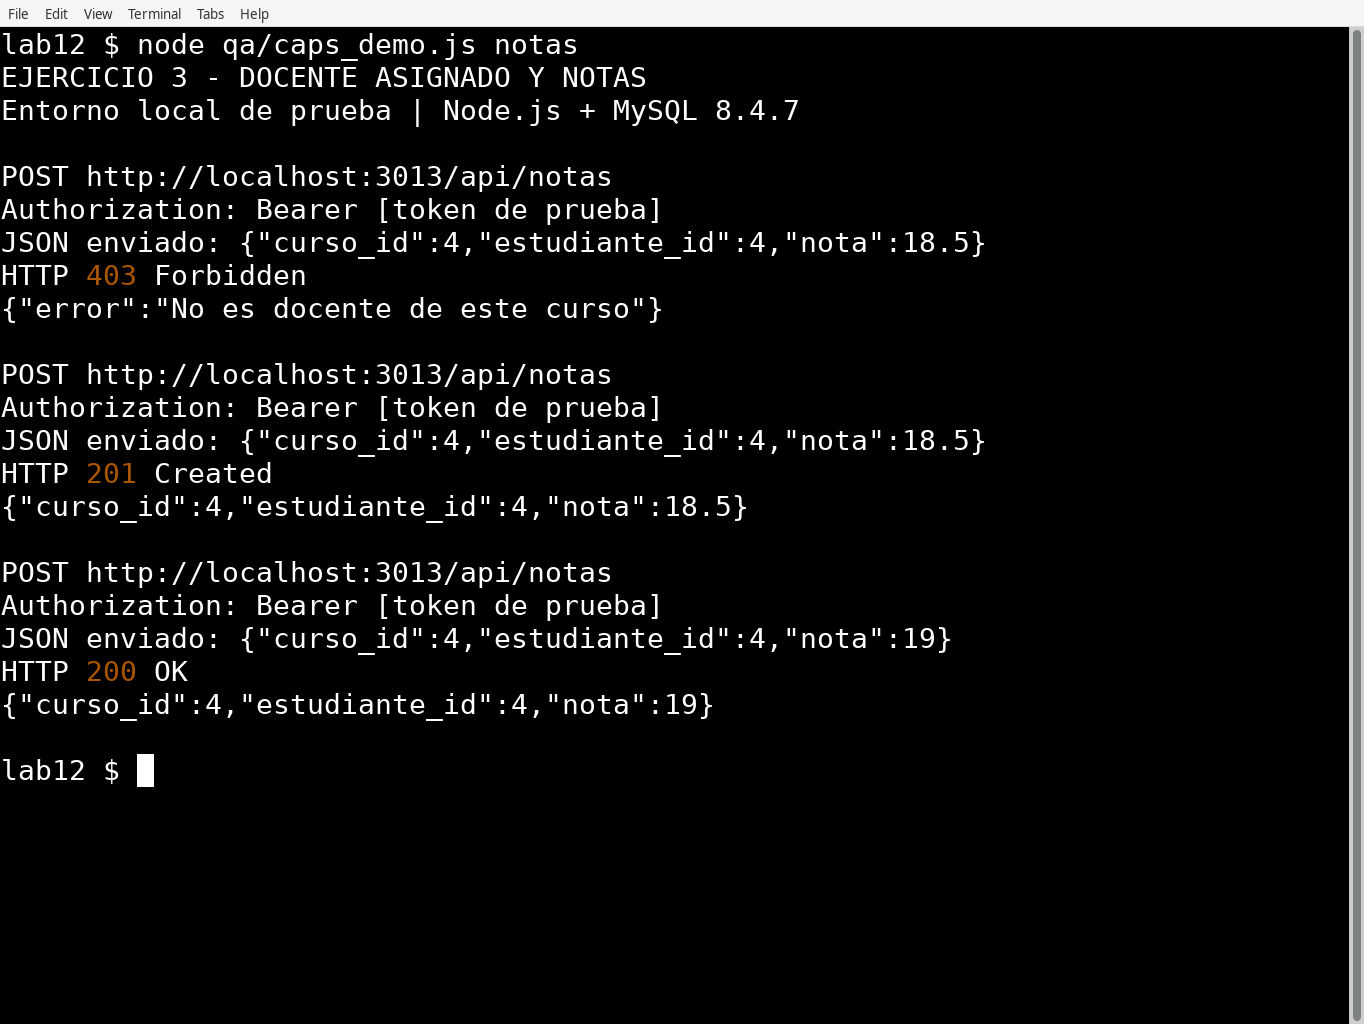 File Edit View Terminal Tabs Help
lab12 $ node qa/caps_demo.js notas
EJERCICIO 3 - DOCENTE ASIGNADO Y NOTAS
Entorno local de prueba | Node.js + MySQL 8.4.7
POST http://localhost:3013/api/notas
Authorization: Bearer [token de prueba]
JSON enviado: {"curso_id":4,"estudiante_id":4,"nota":18.5}
HTTP 403 Forbidden
{"error":"No es docente de este curso"}
POST http://localhost:3013/api/notas
Authorization: Bearer [token de prueba]
JSON enviado: {"curso_id":4,"estudiante_id":4,"nota":18.5}
HTTP 201 Created
{"curso_id":4,"estudiante_id":4,"nota":18.5}
POST http://localhost:3013/api/notas
Authorization: Bearer [token de prueba]
JSON enviado: {"curso_id":4,"estudiante_id":4,"nota":19}
HTTP 200 OK
{"curso_id":4,"estudiante_id":4,"nota":19}
lab12 $